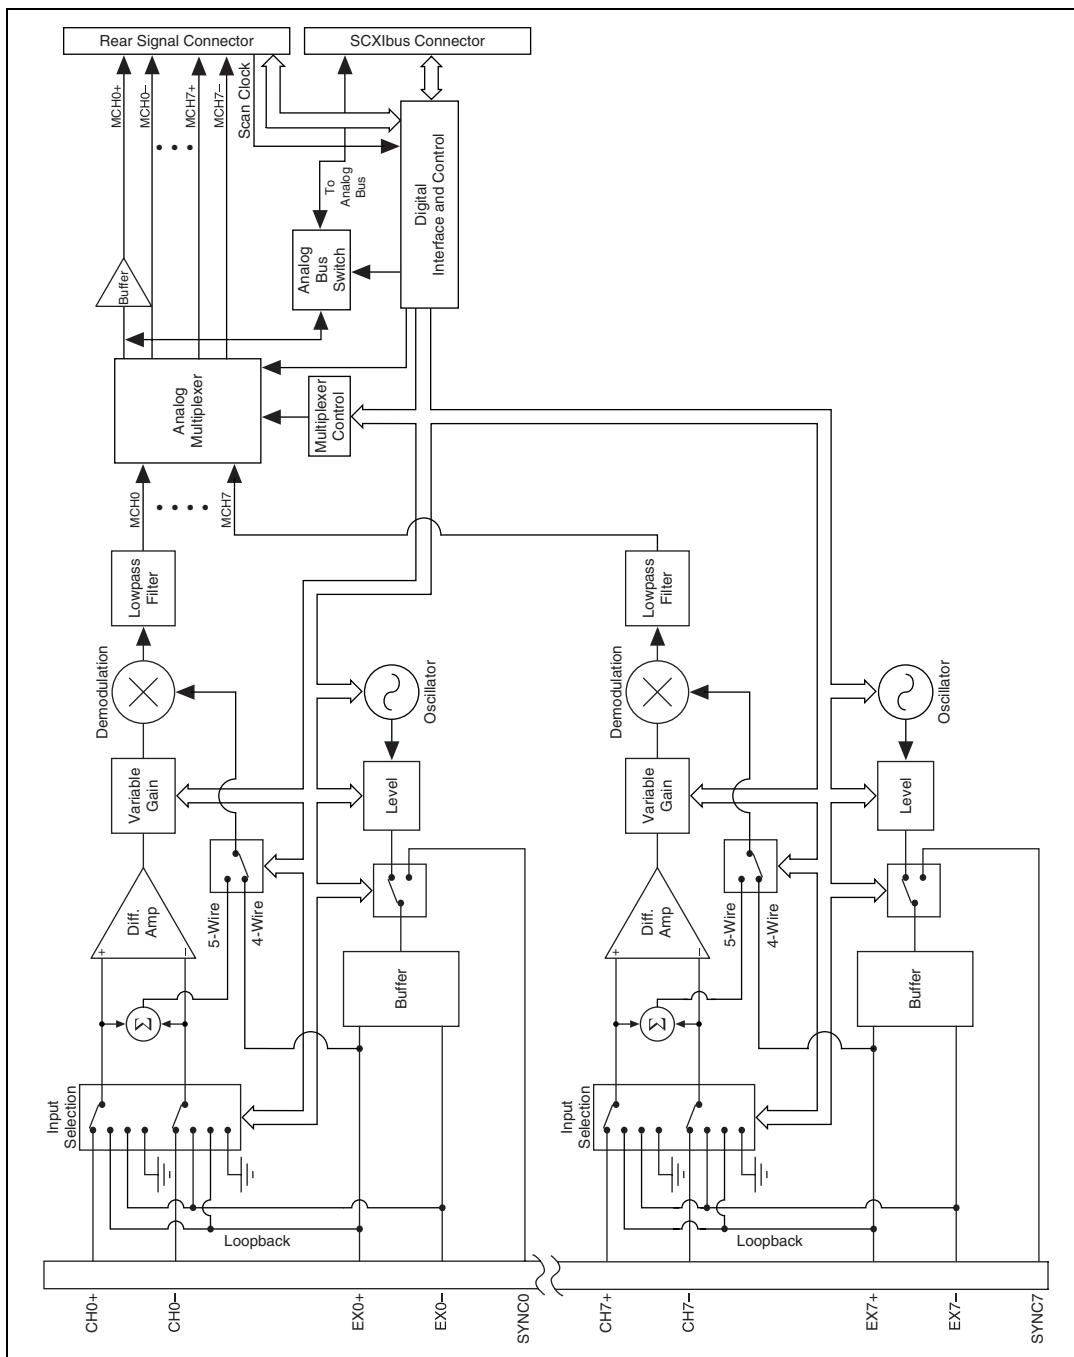 Rear Signal Connector
SCXIbus Connector
MCH0+
MCH0–
MCH7+
MCH7–
Scan Clock
To
Analog
Bus
Digital
Interface and Control
Buffer
Analog
Bus
Switch
Analog
Multiplexer
Multiplexer
Control
MCH0
MCH7
Lowpass
Filter
Lowpass
Filter
Demodulation
Oscillator
Demodulation
Oscillator
Variable
Gain
Level
Variable
Gain
Level
Diff.
Amp
+
–
5-Wire
4-Wire
Diff.
Amp
+
–
5-Wire
4-Wire
Σ
Buffer
Σ
Buffer
Input
Selection
Input
Selection
Loopback
Loopback
CH0+
CH0–
EX0+
EX0–
SYNC0
CH7+
CH7–
EX7+
EX7–
SYNC7